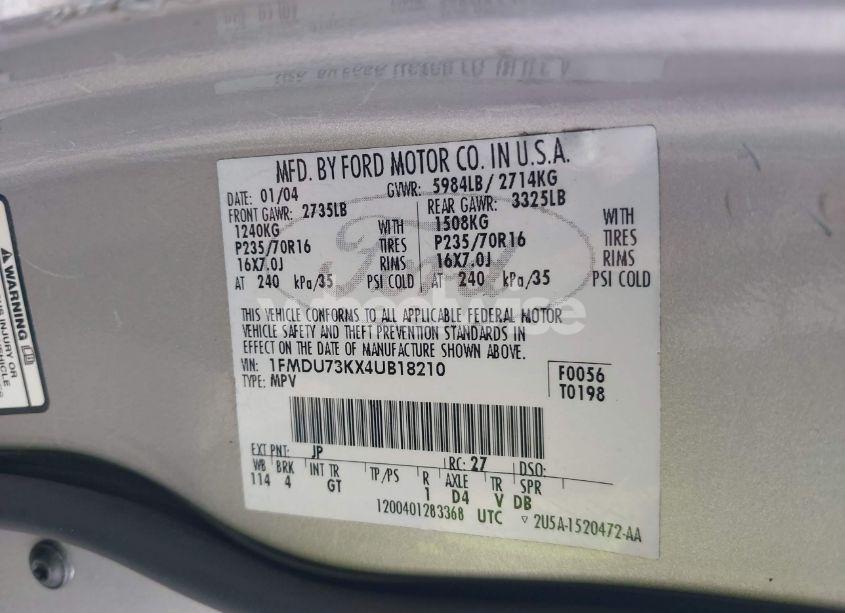 MFD. BY FORD MOTOR CO. IN U.S.A.
DATE: 01/04 GVWR: 5984LB/ 2714KG
FRONT GAWR: 2735LB REAR GAWR: 3325LB
1240KG WITH 1508KG WITH
P235/70R16 TIRES P235/70R16 TIRES
16X7.0J RIMS 16X7.0J RIMS
AT 240 kPa/35 PSI COLD AT 240 kPa/35 PSI COLD
Ford
wheelwise
THIS VEHICLE CONFORMS TO ALL APPLICABLE FEDERAL MOTOR
VEHICLE SAFETY AND THEFT PREVENTION STANDARDS IN
EFFECT ON THE DATE OF MANUFACTURE SHOWN ABOVE.
VIN: 1FMDU73KX4UB18210
TYPE: MPV
F0056
T0198
EXT PNT: JP RC: 27 DSO:
WB BRK INT TR TP/PS R AXLE TR SPR
114 4 GT 1 D4 V DB
1200401283368 UTC 2U5A-1520472-AA
WARNING
INJURY OR
VEHICLE